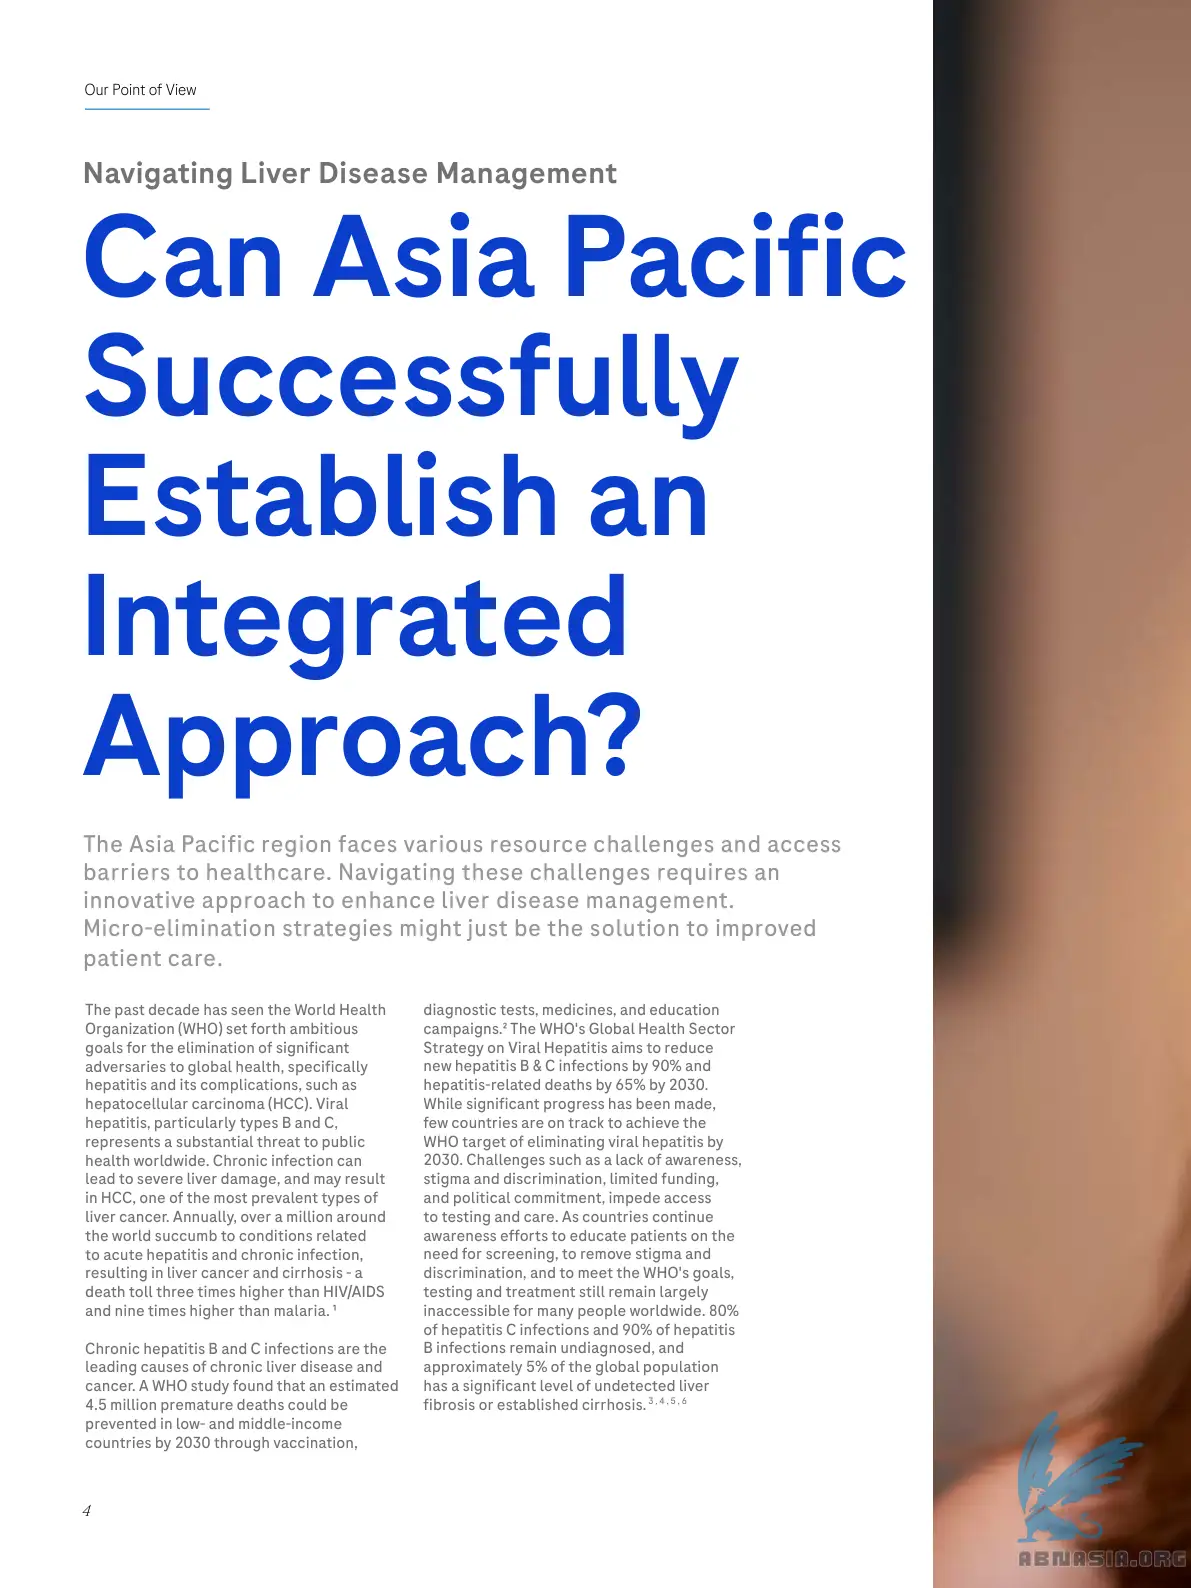 Our Point of View
Navigating Liver Disease Management
Can Asia Pacific
Successfully
Establish an
Integrated
Approach?
The Asia Pacific region faces various resource challenges and access
barriers to healthcare. Navigating these challenges requires an
innovative approach to enhance liver disease management.
Micro-elimination strategies might just be the solution to improved
patient care.
The past decade has seen the World Health
Organization (WHO) set forth ambitious
goals for the elimination of significant
adversaries to global health, specifically
hepatitis and its complications, such as
hepatocellular carcinoma (HCC). Viral
hepatitis, particularly types B and C,
represents a substantial threat to public
health worldwide. Chronic infection can
lead to severe liver damage, and may result
in HCC, one of the most prevalent types of
liver cancer. Annually, over a million around
the world succumb to conditions related
to acute hepatitis and chronic infection,
resulting in liver cancer and cirrhosis - a
death toll three times higher than HIV/AIDS
and nine times higher than malaria. ¹
Chronic hepatitis B and C infections are the
leading causes of chronic liver disease and
cancer. A WHO study found that an estimated
4.5 million premature deaths could be
prevented in low- and middle-income
countries by 2030 through vaccination,
diagnostic tests, medicines, and education
campaigns.² The WHO's Global Health Sector
Strategy on Viral Hepatitis aims to reduce
new hepatitis B & C infections by 90% and
hepatitis-related deaths by 65% by 2030.
While significant progress has been made,
few countries are on track to achieve the
WHO target of eliminating viral hepatitis by
2030. Challenges such as a lack of awareness,
stigma and discrimination, limited funding,
and political commitment, impede access
to testing and care. As countries continue
awareness efforts to educate patients on the
need for screening, to remove stigma and
discrimination, and to meet the WHO's goals,
testing and treatment still remain largely
inaccessible for many people worldwide. 80%
of hepatitis C infections and 90% of hepatitis
B infections remain undiagnosed, and
approximately 5% of the global population
has a significant level of undetected liver
fibrosis or established cirrhosis. ³,⁴,⁵,⁶
4
ABNASIA.ORG